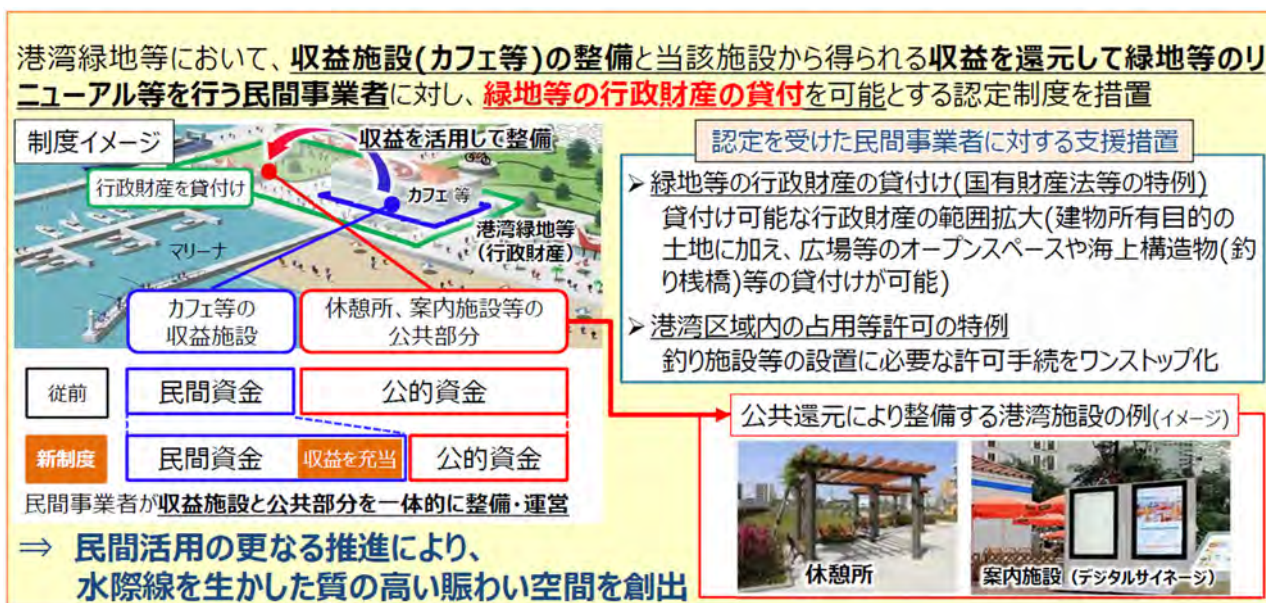 港湾緑地等において、収益施設(カフェ等)の整備と当該施設から得られる収益を還元して緑地等のリ
ニューアル等を行う民間事業者に対し、緑地等の行政財産の貸付を可能とする認定制度を措置
制度イメージ
収益を活用して整備
行政財産を貸付け
カフェ 等
港湾緑地等
(行政財産)
マリーナ
カフェ等の
収益施設
休憩所、案内施設等の
公共部分
従前
民間資金
公的資金
新制度
民間資金
収益を充当
公的資金
民間事業者が収益施設と公共部分を一体的に整備・運営
⇒ 民間活用の更なる推進により、
水際線を生かした質の高い賑わい空間を創出
認定を受けた民間事業者に対する支援措置
➢ 緑地等の行政財産の貸付け(国有財産法等の特例)
貸付け可能な行政財産の範囲拡大(建物所有目的の
土地に加え、広場等のオープンスペースや海上構造物(釣
り桟橋)等の貸付けが可能)
➢ 港湾区域内の占用等許可の特例
釣り施設等の設置に必要な許可手続をワンストップ化
公共還元により整備する港湾施設の例(イメージ)
休憩所
案内施設 (デジタルサイネージ)